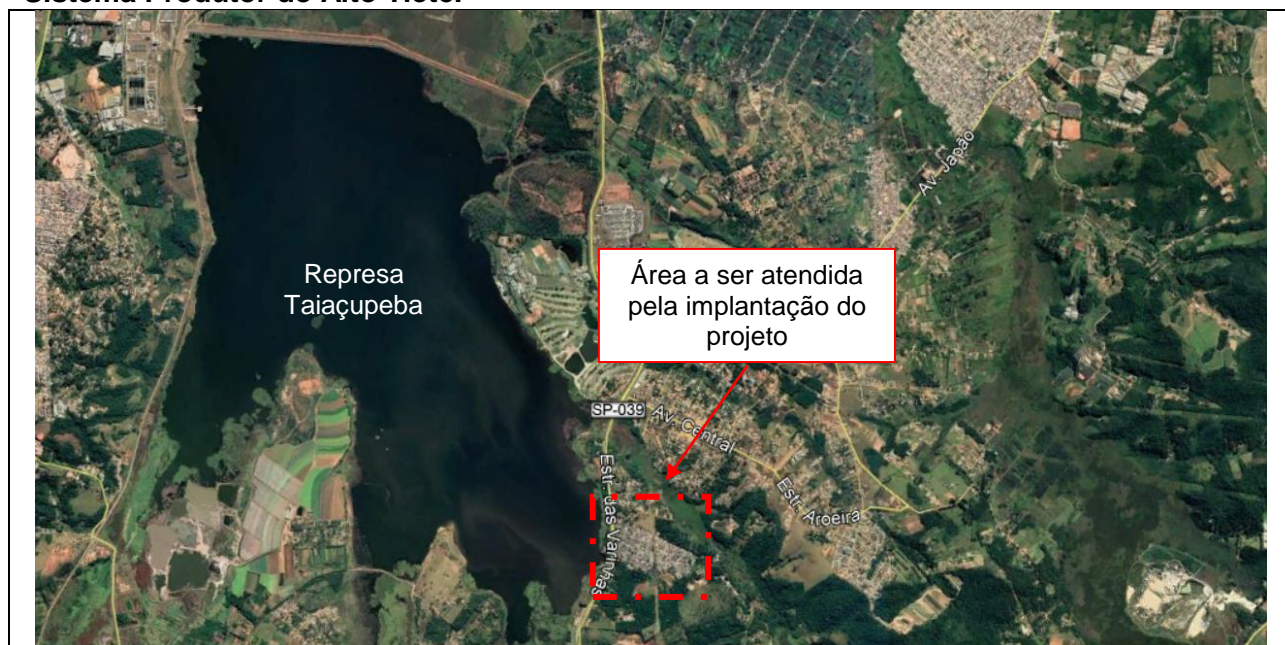 Sistema Produtor do Alto Tietê.
Av. Japão
Represa
Taiaçupeba
Área a ser atendida
pela implantação do
projeto
SP-039
Av. Central
Estr. das Varinhas
Estr. Aroeira